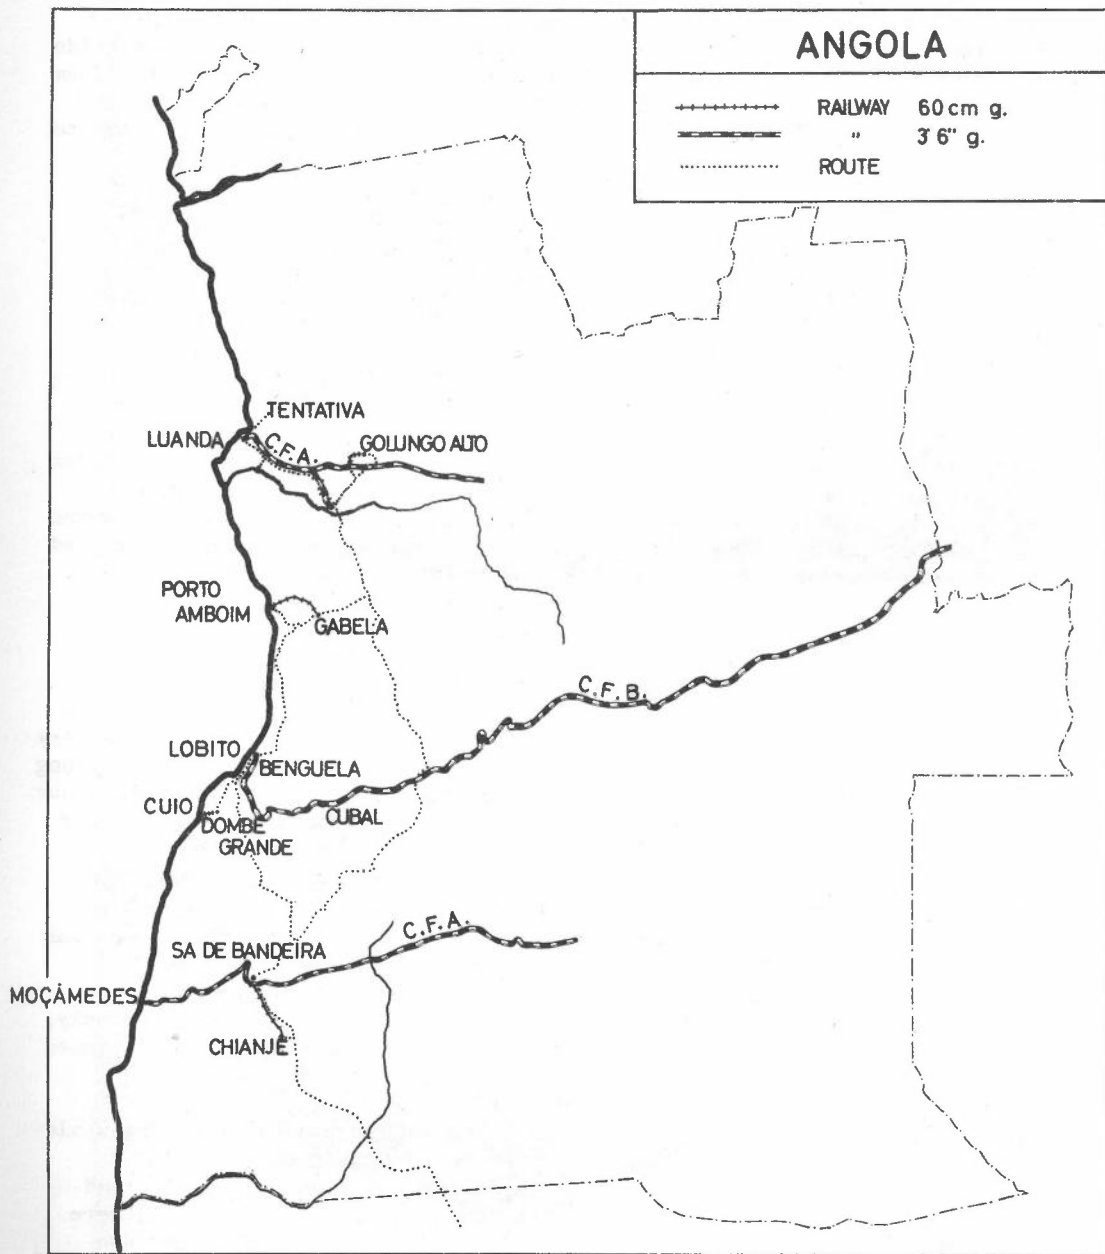 ANGOLA
RAILWAY 60 cm g.
" 3' 6" g.
ROUTE
TENTATIVA
LUANDA
C.F.A.
GOLUNGO ALTO
PORTO
AMBOIM
GABELA
C.F.B.
LOBITO
BENGUELA
CUIO
DOMBE
GRANDE
CUBAL
C.F.A.
SA DE BANDEIRA
MOÇÂMEDES
CHIANJE